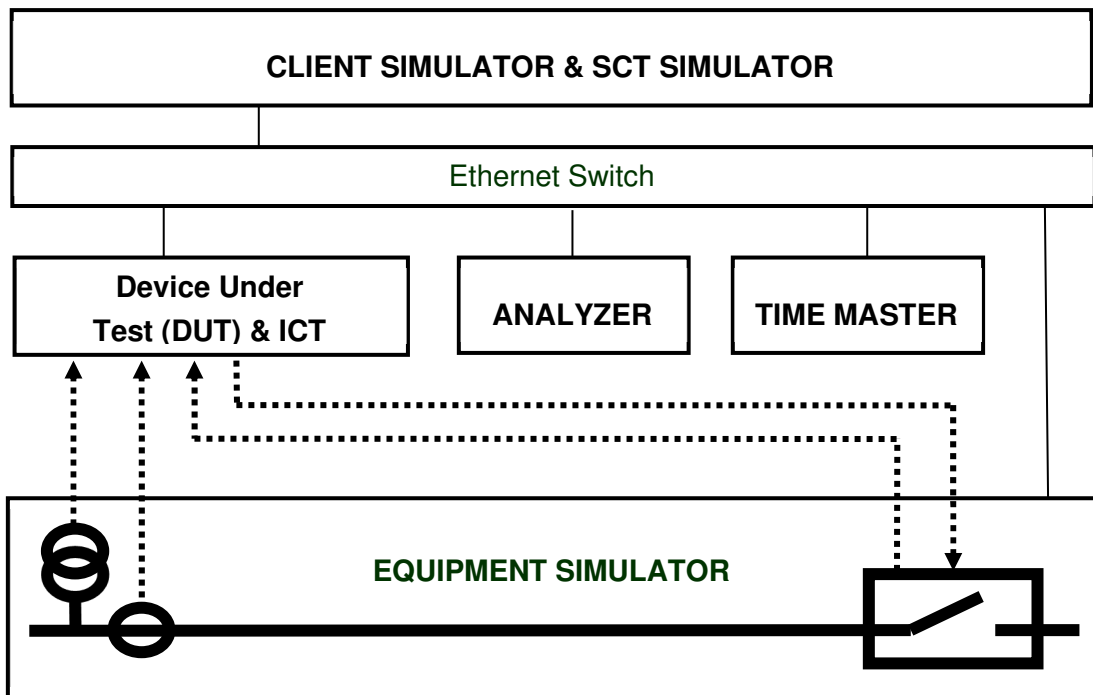 CLIENT SIMULATOR & SCT SIMULATOR
Ethernet Switch
Device Under
Test (DUT) & ICT
ANALYZER
TIME MASTER
EQUIPMENT SIMULATOR